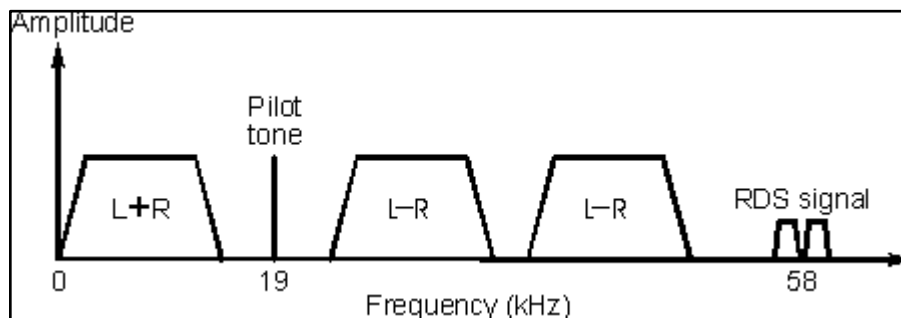 Amplitude
Pilot
tone
L+R
L−R
L−R
RDS signal
0
19
58
Frequency (kHz)